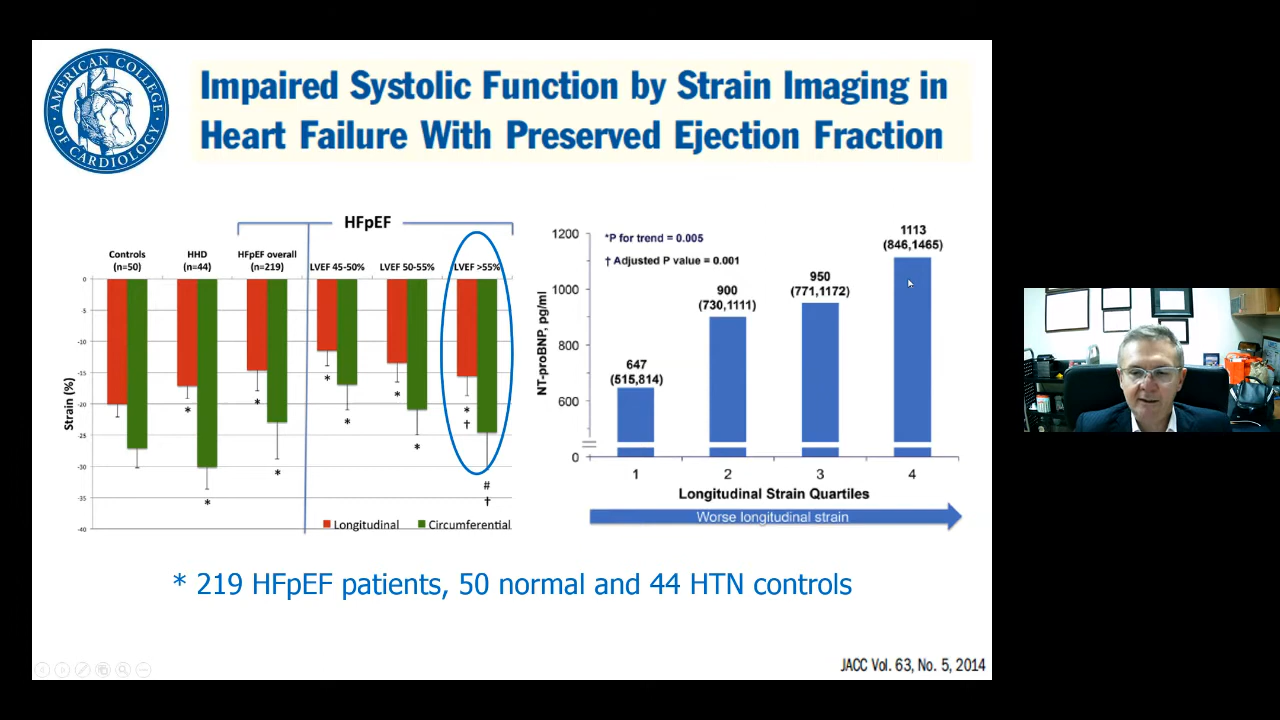 AMERICAN COLLEGE
OF CARDIOLOGY
Impaired Systolic Function by Strain Imaging in
Heart Failure With Preserved Ejection Fraction
HFpEF
Controls
(n=50)
HHD
(n=44)
HFpEF overall
(n=219)
LVEF 45-50%
LVEF 50-55%
LVEF >55%
0
-5
-10
-15
-20
-25
-30
-35
-40
Strain (%)
*
*
*
*
*
*
*
*
*
†
#
†
Longitudinal
Circumferential
*P for trend = 0.005
† Adjusted P value = 0.001
NT-proBNP, pg/ml
1200
1000
800
600
0
647
(515,814)
900
(730,1111)
950
(771,1172)
1113
(846,1465)
1
2
3
4
Longitudinal Strain Quartiles
Worse longitudinal strain
* 219 HFpEF patients, 50 normal and 44 HTN controls
JACC Vol. 63, No. 5, 2014